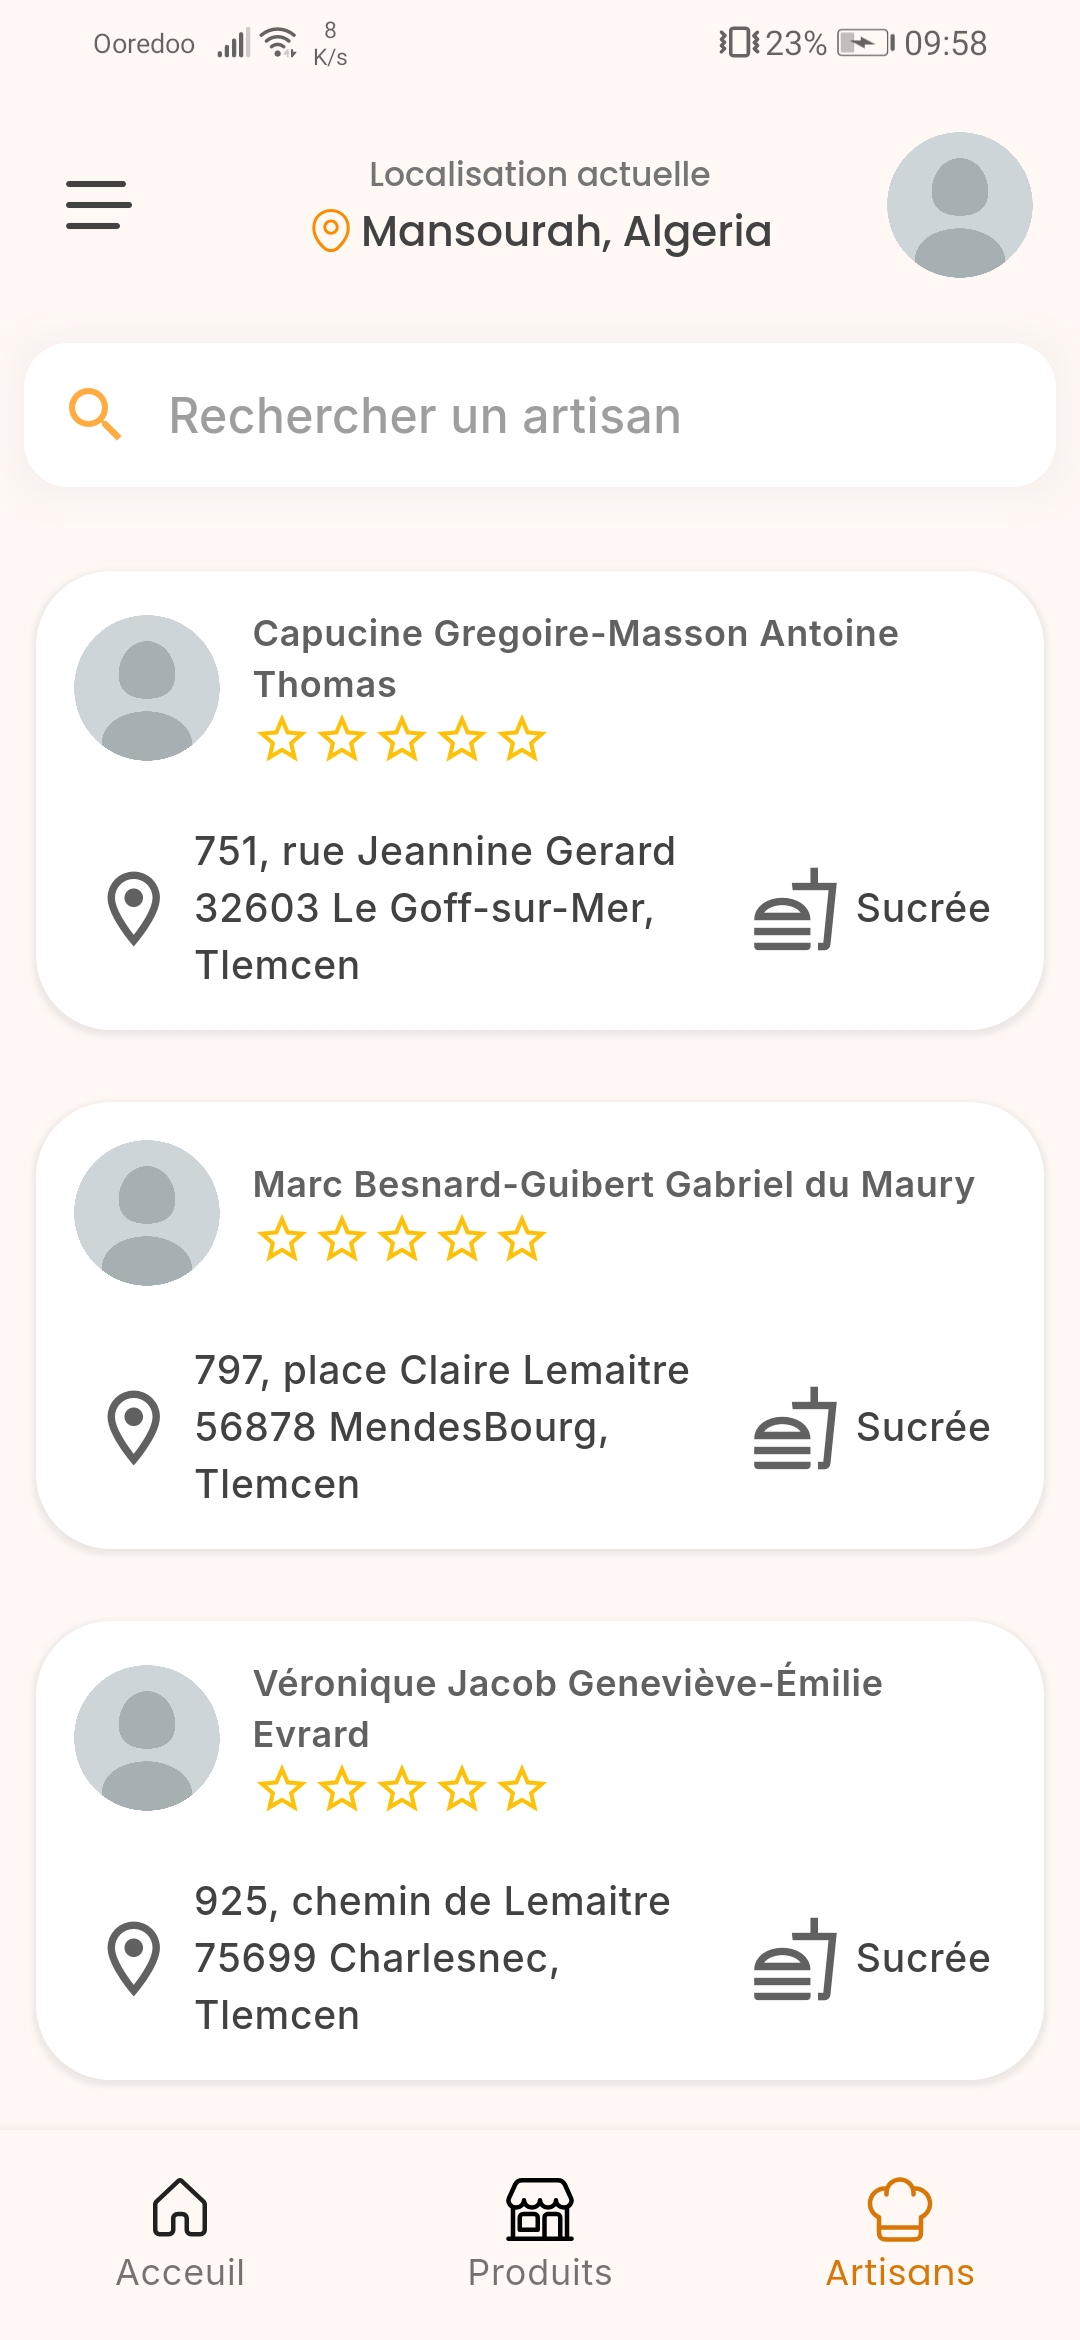 Ooredoo
8
K/s
23%
09:58
Localisation actuelle
Mansourah, Algeria
Rechercher un artisan
Capucine Gregoire-Masson Antoine
Thomas
751, rue Jeannine Gerard
32603 Le Goff-sur-Mer,
Tlemcen
Sucrée
Marc Besnard-Guibert Gabriel du Maury
797, place Claire Lemaitre
56878 MendesBourg,
Tlemcen
Sucrée
Véronique Jacob Geneviève-Émilie
Evrard
925, chemin de Lemaitre
75699 Charlesnec,
Tlemcen
Sucrée
Acceuil
Produits
Artisans